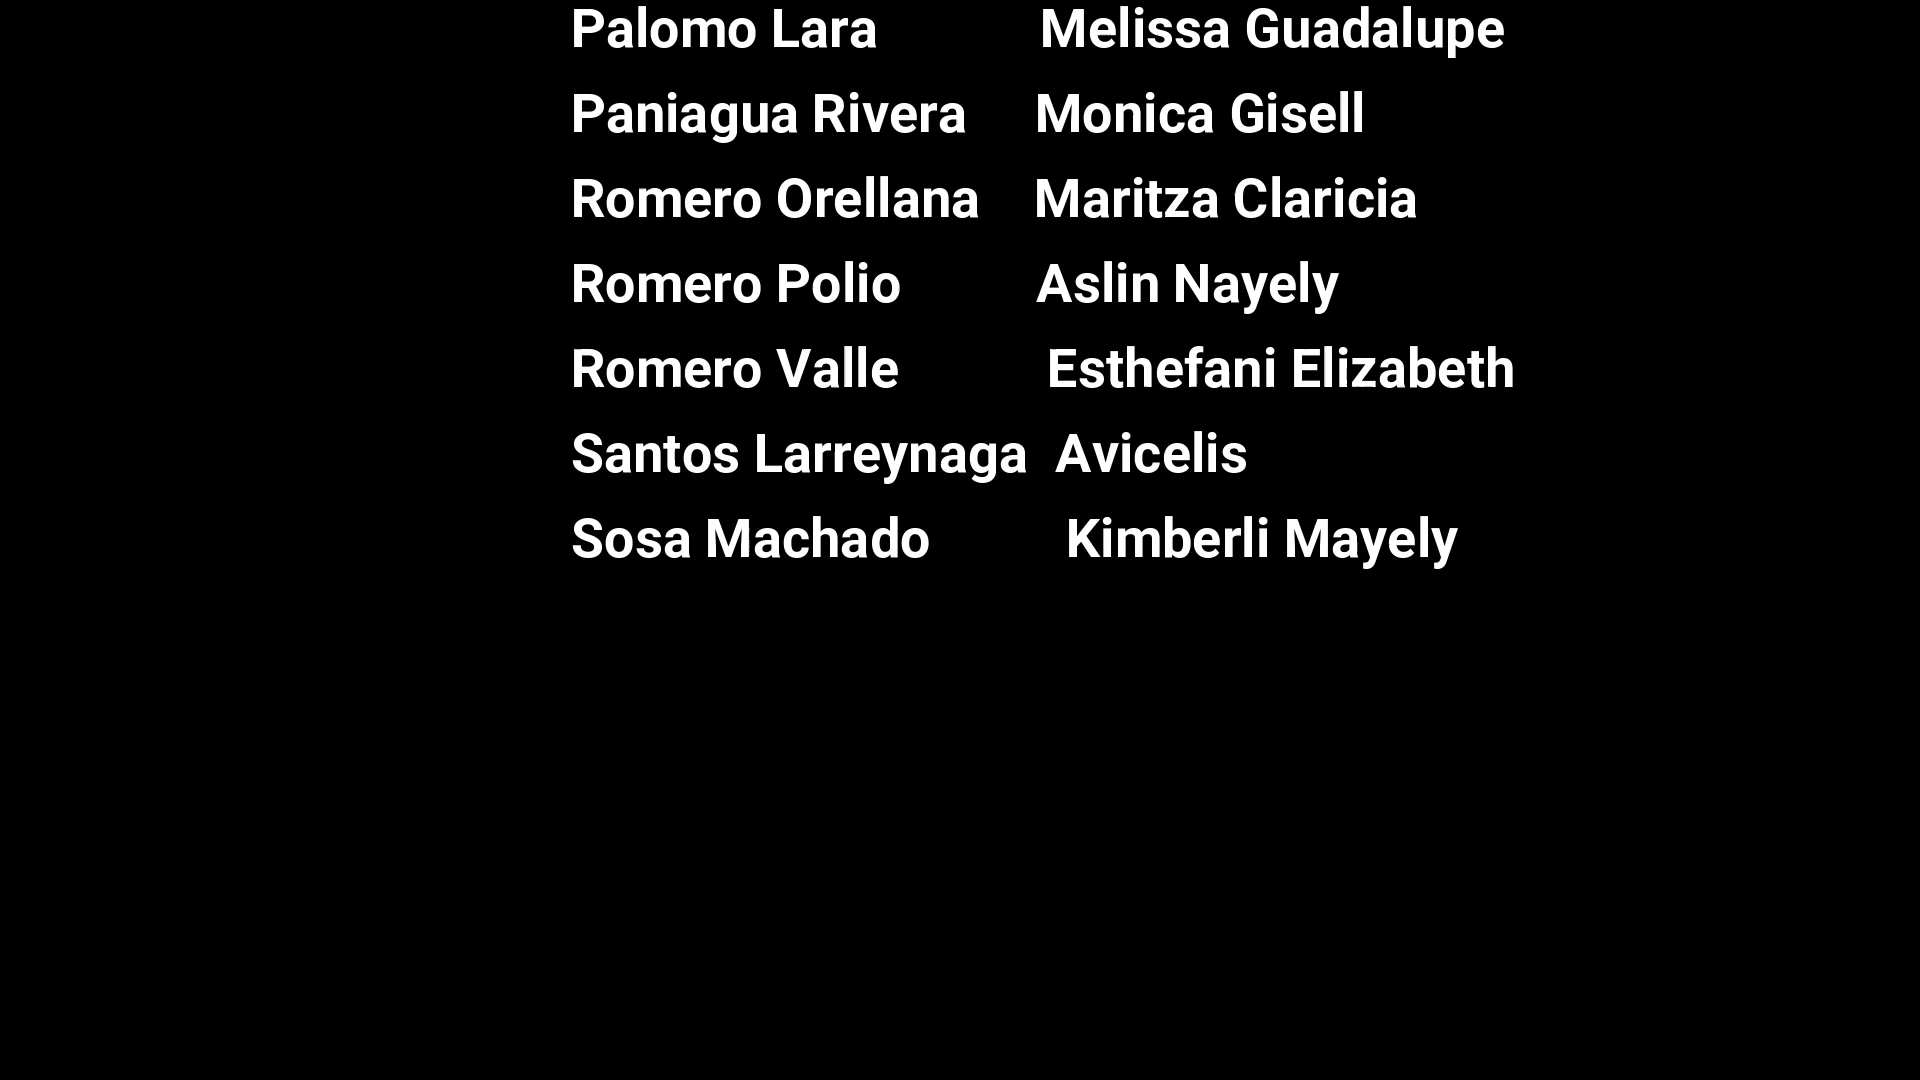 Palomo Lara Melissa Guadalupe
Paniagua Rivera Monica Gisell
Romero Orellana Maritza Claricia
Romero Polio Aslin Nayely
Romero Valle Esthefani Elizabeth
Santos Larreynaga Avicelis
Sosa Machado Kimberli Mayely